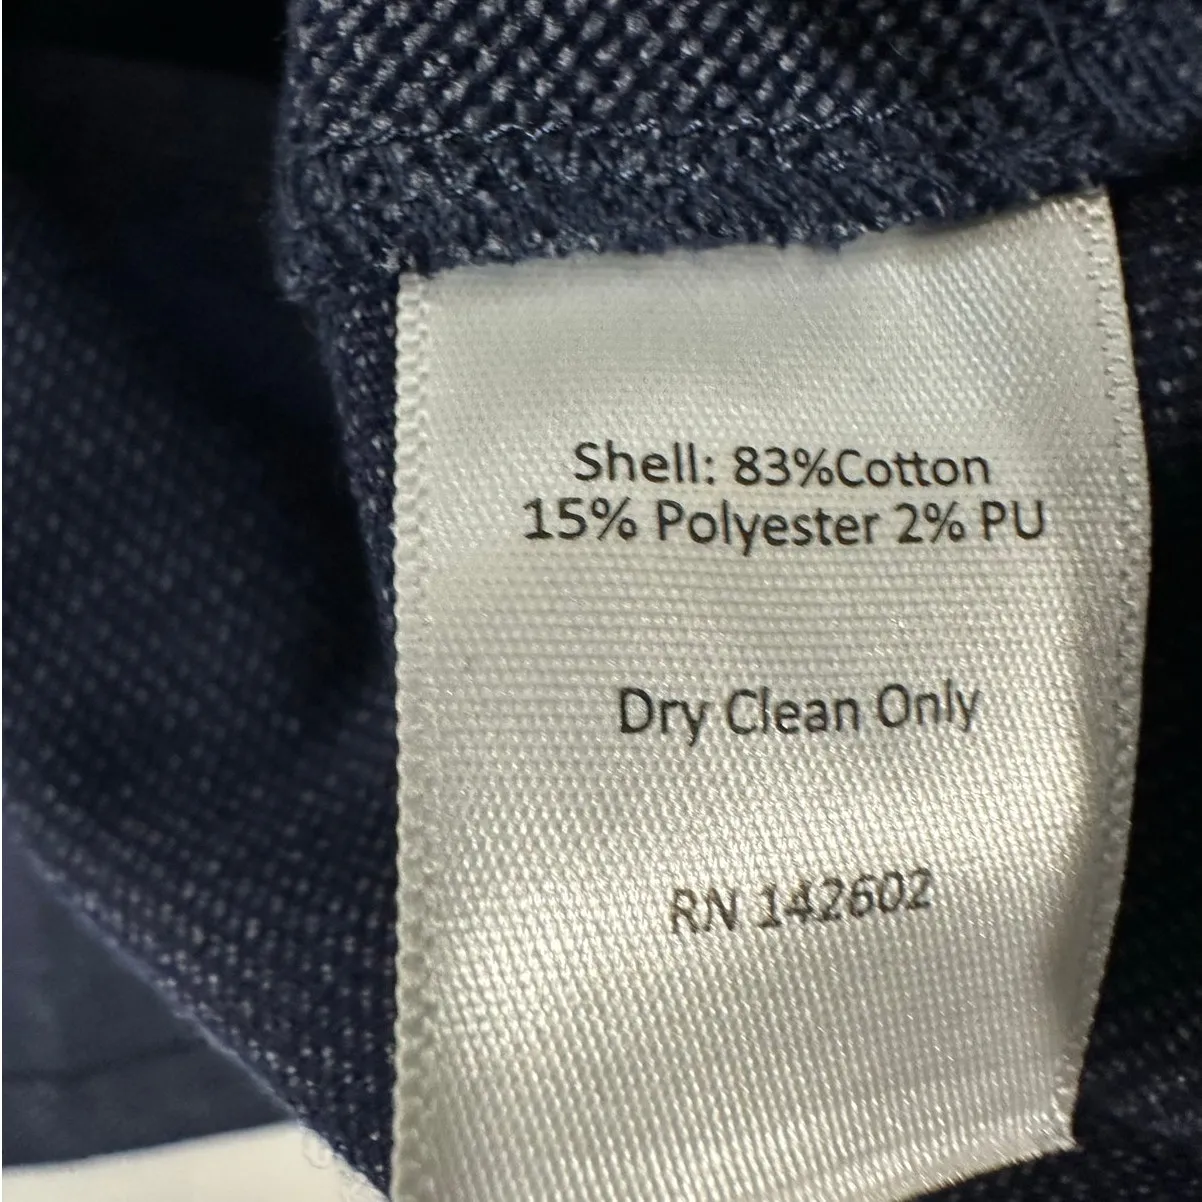 Shell: 83%Cotton
15% Polyester 2% PU
Dry Clean Only
RN 142602